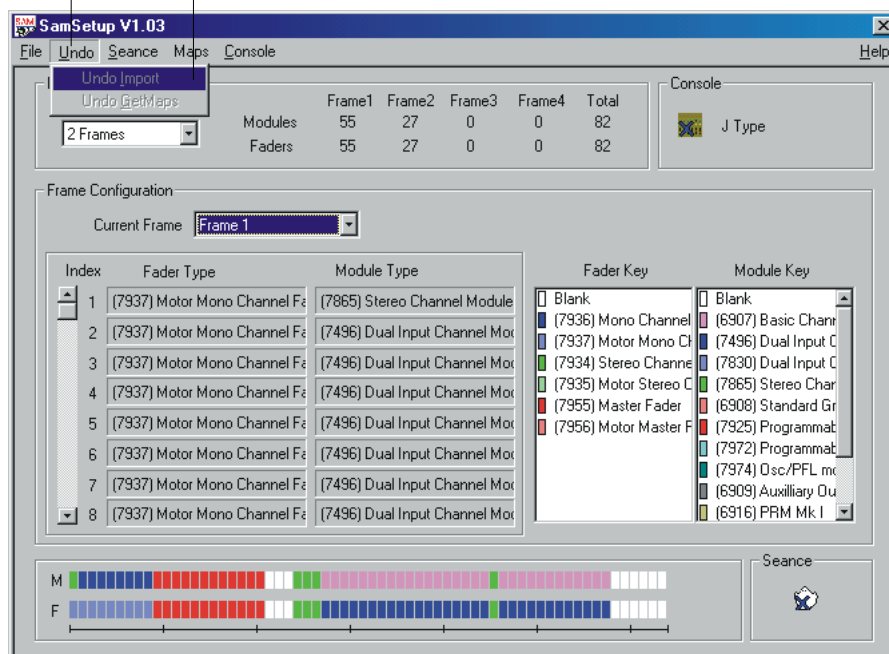 SamSetup V1.03
File Undo Seance Maps Console Help
Undo Import
Undo GetMaps
2 Frames
Frame1 Frame2 Frame3 Frame4 Total
Modules 55 27 0 0 82
Faders 55 27 0 0 82
Console
J Type
Frame Configuration
Current Frame Frame 1
Index Fader Type Module Type
1 (7937) Motor Mono Channel Fa (7865) Stereo Channel Module
2 (7937) Motor Mono Channel Fa (7496) Dual Input Channel Moc
3 (7937) Motor Mono Channel Fa (7496) Dual Input Channel Moc
4 (7937) Motor Mono Channel Fa (7496) Dual Input Channel Moc
5 (7937) Motor Mono Channel Fa (7496) Dual Input Channel Moc
6 (7937) Motor Mono Channel Fa (7496) Dual Input Channel Moc
7 (7937) Motor Mono Channel Fa (7496) Dual Input Channel Moc
8 (7937) Motor Mono Channel Fa (7496) Dual Input Channel Moc
Fader Key
Blank
(7936) Mono Channel
(7937) Motor Mono Ch
(7934) Stereo Channe
(7935) Motor Stereo C
(7955) Master Fader
(7956) Motor Master F
Module Key
Blank
(6907) Basic Chanr
(7496) Dual Input C
(7830) Dual Input C
(7865) Stereo Char
(6908) Standard Gr
(7925) Programmab
(7972) Programmab
(7974) Osc/PFL mo
(6909) Auxilliary Ou
(6916) PRM Mk I
M
F
Seance